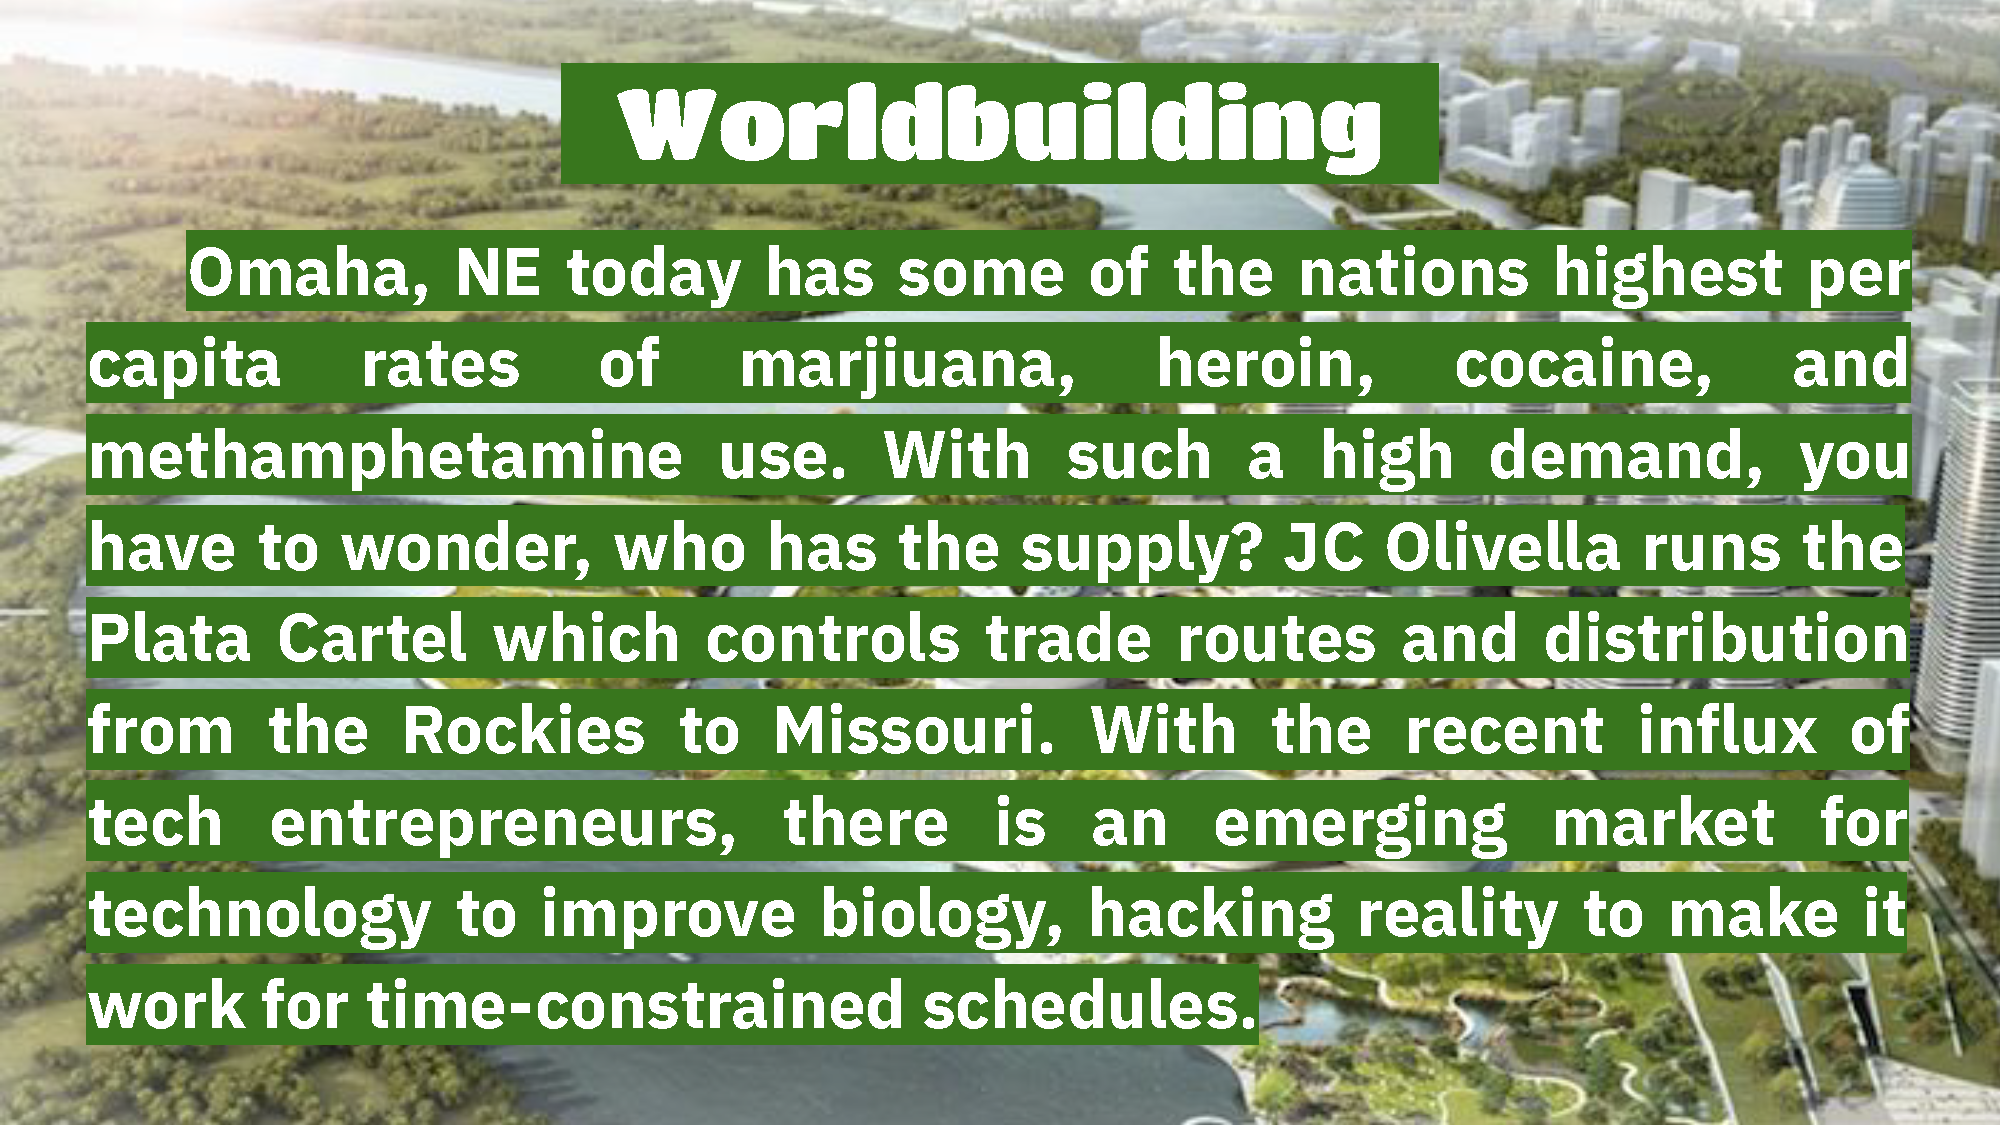 Worldbuilding
Omaha, NE today has some of the nations highest per
capita rates of marjiuana, heroin, cocaine, and
methamphetamine use. With such a high demand, you
have to wonder, who has the supply? JC Olivella runs the
Plata Cartel which controls trade routes and distribution
from the Rockies to Missouri. With the recent influx of
tech entrepreneurs, there is an emerging market for
technology to improve biology, hacking reality to make it
work for time-constrained schedules.